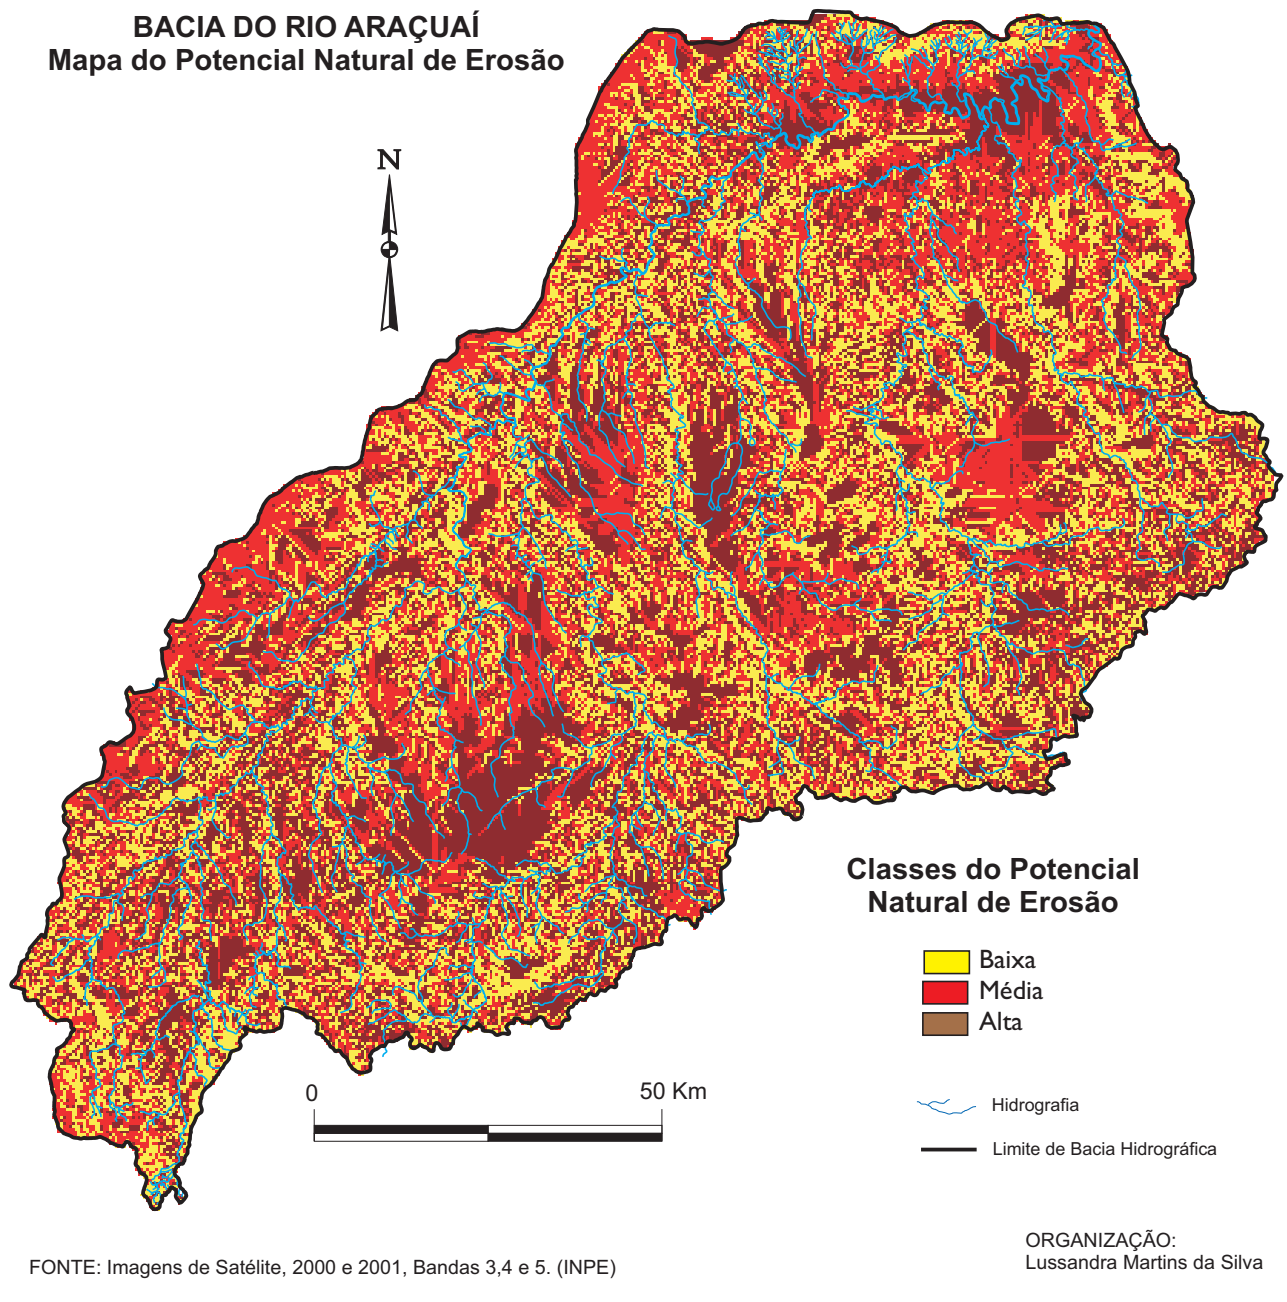 BACIA DO RIO ARAÇUAÍ
Mapa do Potencial Natural de Erosão
N
Classes do Potencial
Natural de Erosão
Baixa
Média
Alta
0
50 Km
Hidrografia
Limite de Bacia Hidrográfica
ORGANIZAÇÃO:
Lussandra Martins da Silva
FONTE: Imagens de Satélite, 2000 e 2001, Bandas 3,4 e 5. (INPE)